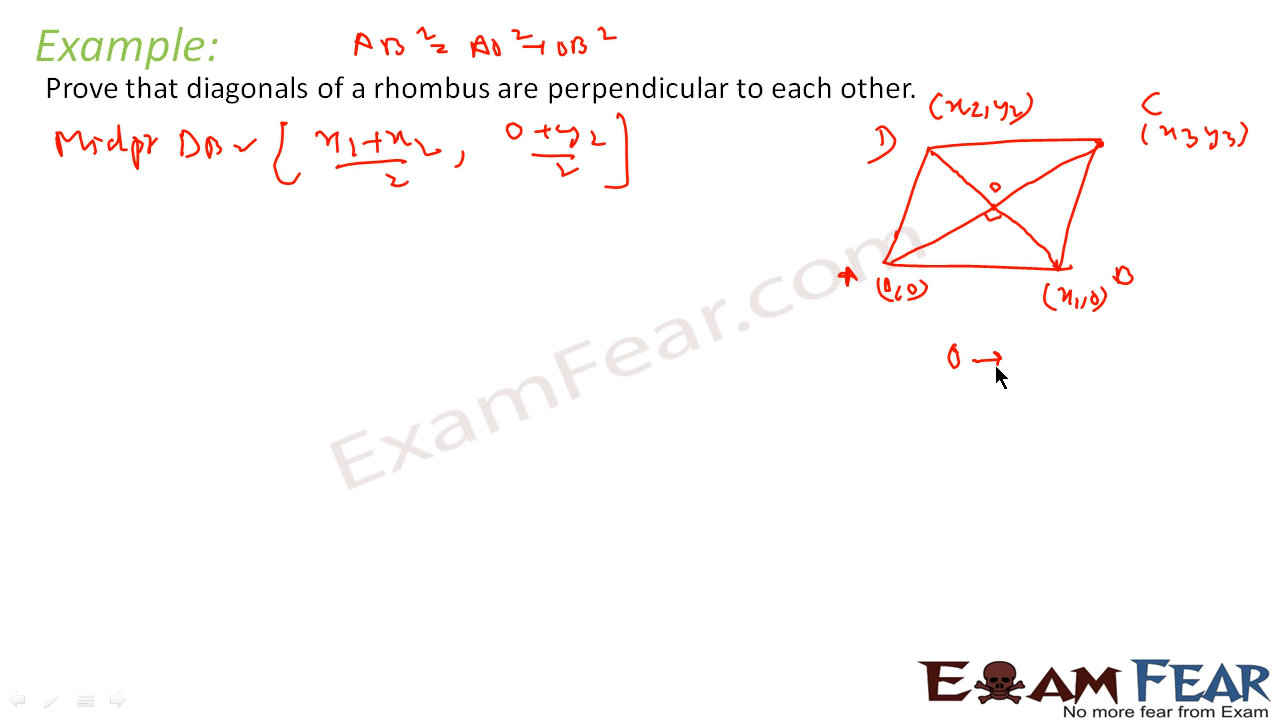 Example:
AB² = AO² + OB²
Prove that diagonals of a rhombus are perpendicular to each other.
Midpt DB = [ (x₁+x₂)/2 , (0+y₂)/2 ]
D (x₂, y₂)
C (x₃ y₃)
O
A (0,0)
(x₁,0) B
O →
ExamFear.com
EXAM FEAR
No more fear from Exam